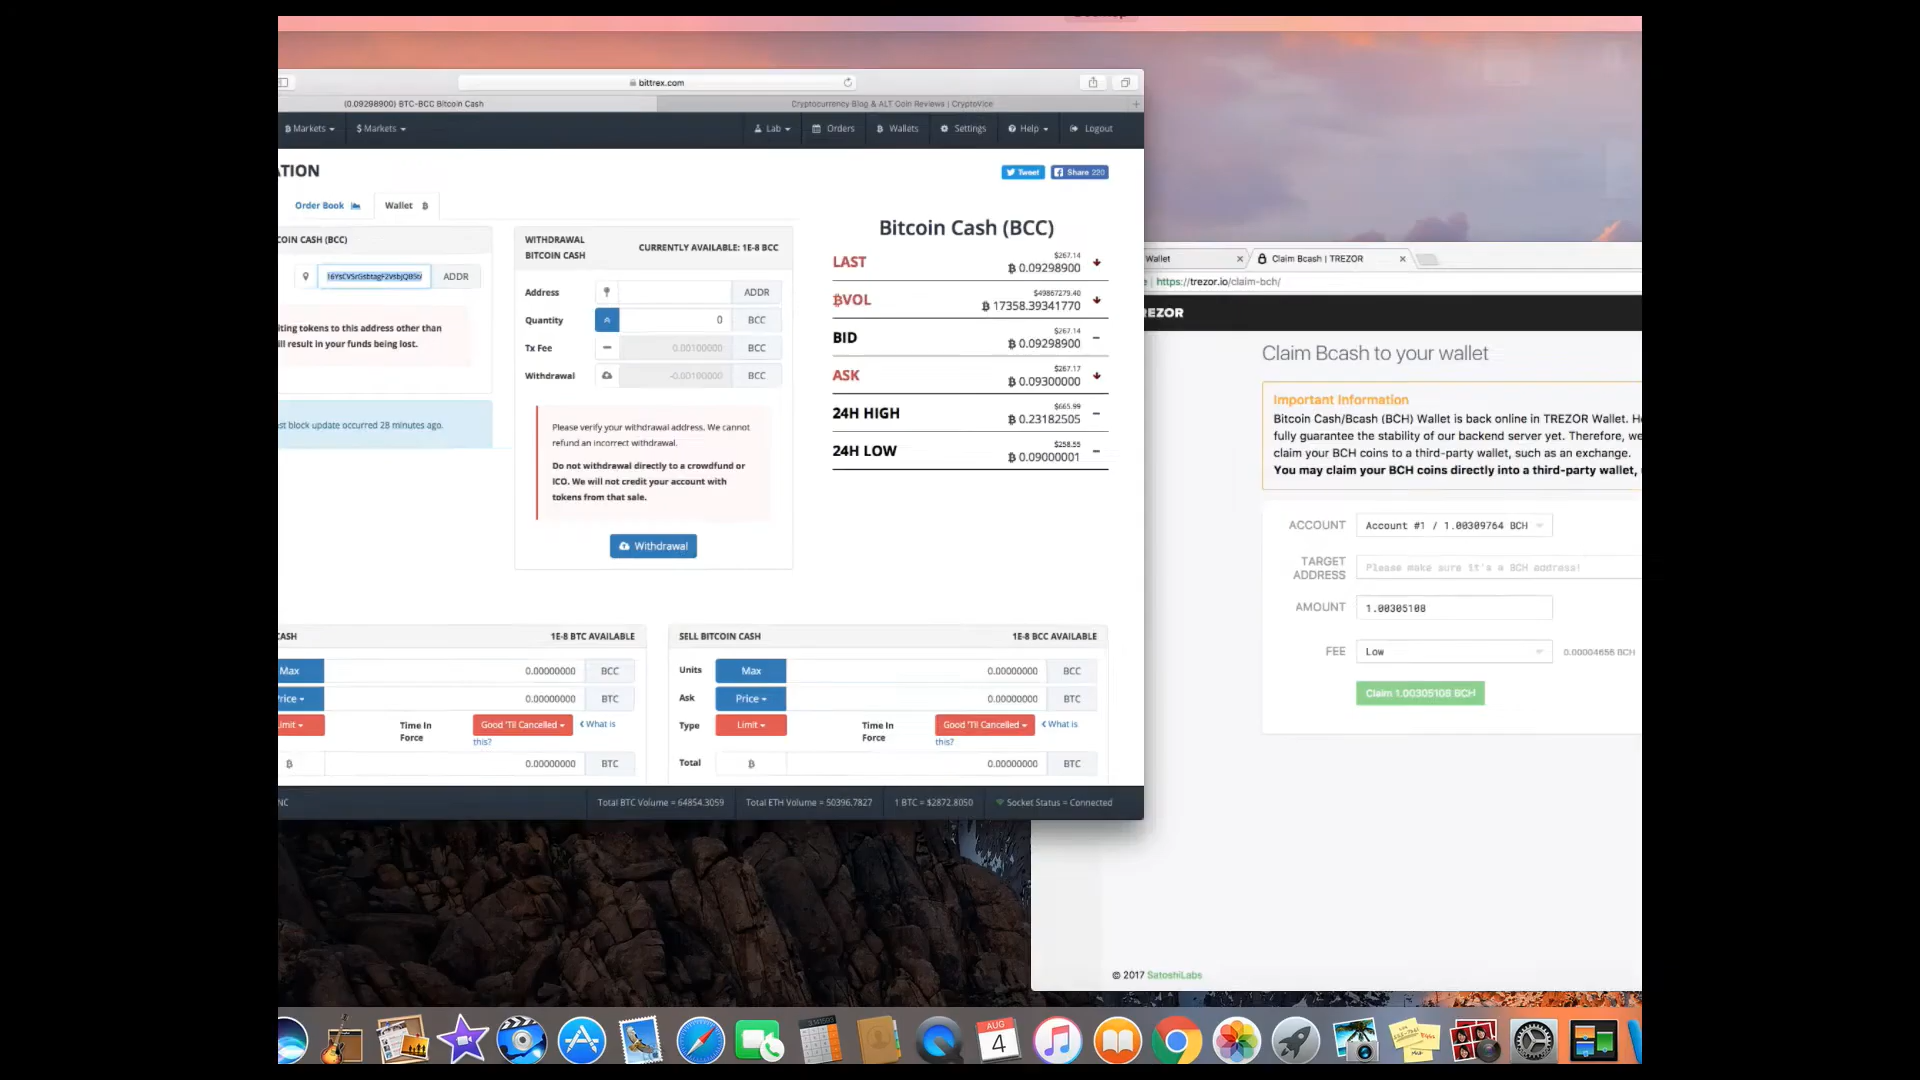 bittrex.com
(0.09298900) BTC-BCC Bitcoin Cash
Cryptocurrency Blog & ALT Coin Reviews | CryptoVice
Markets
$ Markets
Lab
Orders
Wallets
Settings
Help
Logout
TION
Tweet
Share 220
Order Book
Wallet
COIN CASH (BCC)
ADDR
iting tokens to this address other than
ll result in your funds being lost.
st block update occurred 28 minutes ago.
WITHDRAWAL
BITCOIN CASH
CURRENTLY AVAILABLE: 1E-8 BCC
Address
ADDR
Quantity
0
BCC
Tx Fee
0.00100000
BCC
Withdrawal
-0.00100000
BCC
Please verify your withdrawal address. We cannot
refund an incorrect withdrawal.
Do not withdrawal directly to a crowdfund or
ICO. We will not credit your account with
tokens from that sale.
Withdrawal
Bitcoin Cash (BCC)
LAST
$267.14
฿ 0.09298900
฿VOL
$49867279.40
฿ 17358.39341770
BID
$267.14
฿ 0.09298900
ASK
$267.17
฿ 0.09300000
24H HIGH
$665.99
฿ 0.23182505
24H LOW
$258.55
฿ 0.09000001
CASH
1E-8 BTC AVAILABLE
Max
0.00000000
BCC
rice
0.00000000
BTC
imit
Time In
Force
Good 'Til Cancelled
What is
this?
฿
0.00000000
BTC
SELL BITCOIN CASH
1E-8 BCC AVAILABLE
Units
Max
0.00000000
BCC
Ask
Price
0.00000000
BTC
Type
Limit
Time In
Force
Good 'Til Cancelled
What is
this?
Total
฿
0.00000000
BTC
NC
Total BTC Volume = 64854.3059
Total ETH Volume = 50396.7827
1 BTC = $2872.8050
Socket Status = Connected
Wallet
Claim Bcash | TREZOR
https://trezor.io/claim-bch/
REZOR
Claim Bcash to your wallet
Important Information
Bitcoin Cash/Bcash (BCH) Wallet is back online in TREZOR Wallet. H
fully guarantee the stability of our backend server yet. Therefore, we
claim your BCH coins to a third-party wallet, such as an exchange.
You may claim your BCH coins directly into a third-party wallet,
ACCOUNT
Account #1 / 1.00309764 BCH
TARGET
ADDRESS
Please make sure it's a BCH address!
AMOUNT
1.00305108
FEE
Low
0.00004656 BCH
Claim 1.00305108 BCH
© 2017 SatoshiLabs
AUG
4